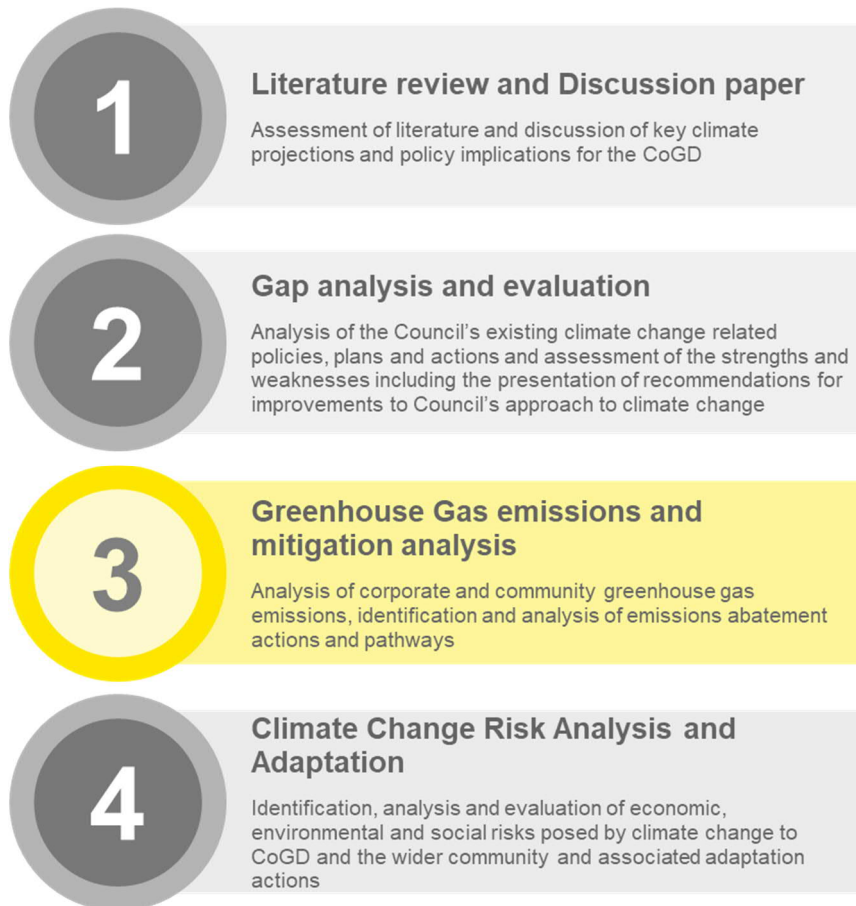 1
Literature review and Discussion paper
Assessment of literature and discussion of key climate
projections and policy implications for the CoGD
2
Gap analysis and evaluation
Analysis of the Council's existing climate change related
policies, plans and actions and assessment of the strengths and
weaknesses including the presentation of recommendations for
improvements to Council's approach to climate change
3
Greenhouse Gas emissions and
mitigation analysis
Analysis of corporate and community greenhouse gas
emissions, identification and analysis of emissions abatement
actions and pathways
4
Climate Change Risk Analysis and
Adaptation
Identification, analysis and evaluation of economic,
environmental and social risks posed by climate change to
CoGD and the wider community and associated adaptation
actions